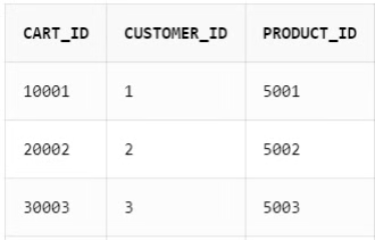 CART_ID CUSTOMER_ID PRODUCT_ID
10001 1 5001
20002 2 5002
30003 3 5003